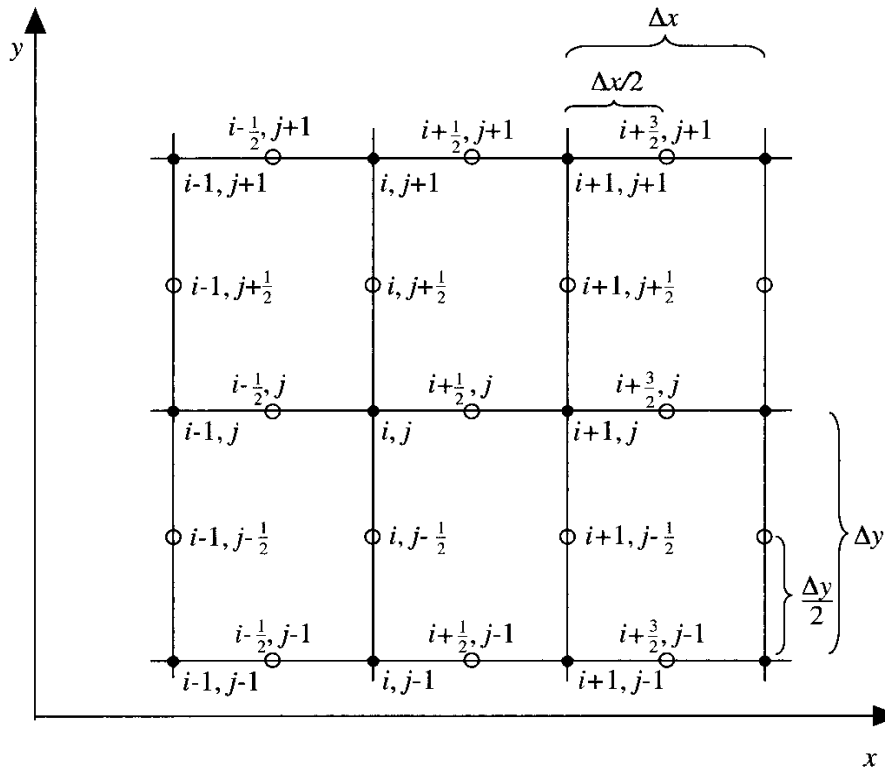 Δx
y
Δx/2
i-½, j+1 i+½, j+1 i+3/2, j+1
i-1, j+1 i, j+1 i+1, j+1
i-1, j+½ i, j+½ i+1, j+½
i-½, j i+½, j i+3/2, j
i-1, j i, j i+1, j
i-1, j-½ i, j-½ i+1, j-½
Δy
Δy/2
i-½, j-1 i+½, j-1 i+3/2, j-1
i-1, j-1 i, j-1 i+1, j-1
x